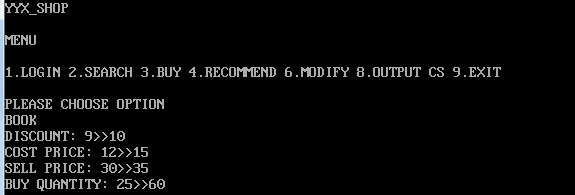 YYX_SHOP
MENU
1.LOGIN 2.SEARCH 3.BUY 4.RECOMMEND 6.MODIFY 8.OUTPUT CS 9.EXIT
PLEASE CHOOSE OPTION
BOOK
DISCOUNT: 9>>10
COST PRICE: 12>>15
SELL PRICE: 30>>35
BUY QUANTITY: 25>>60